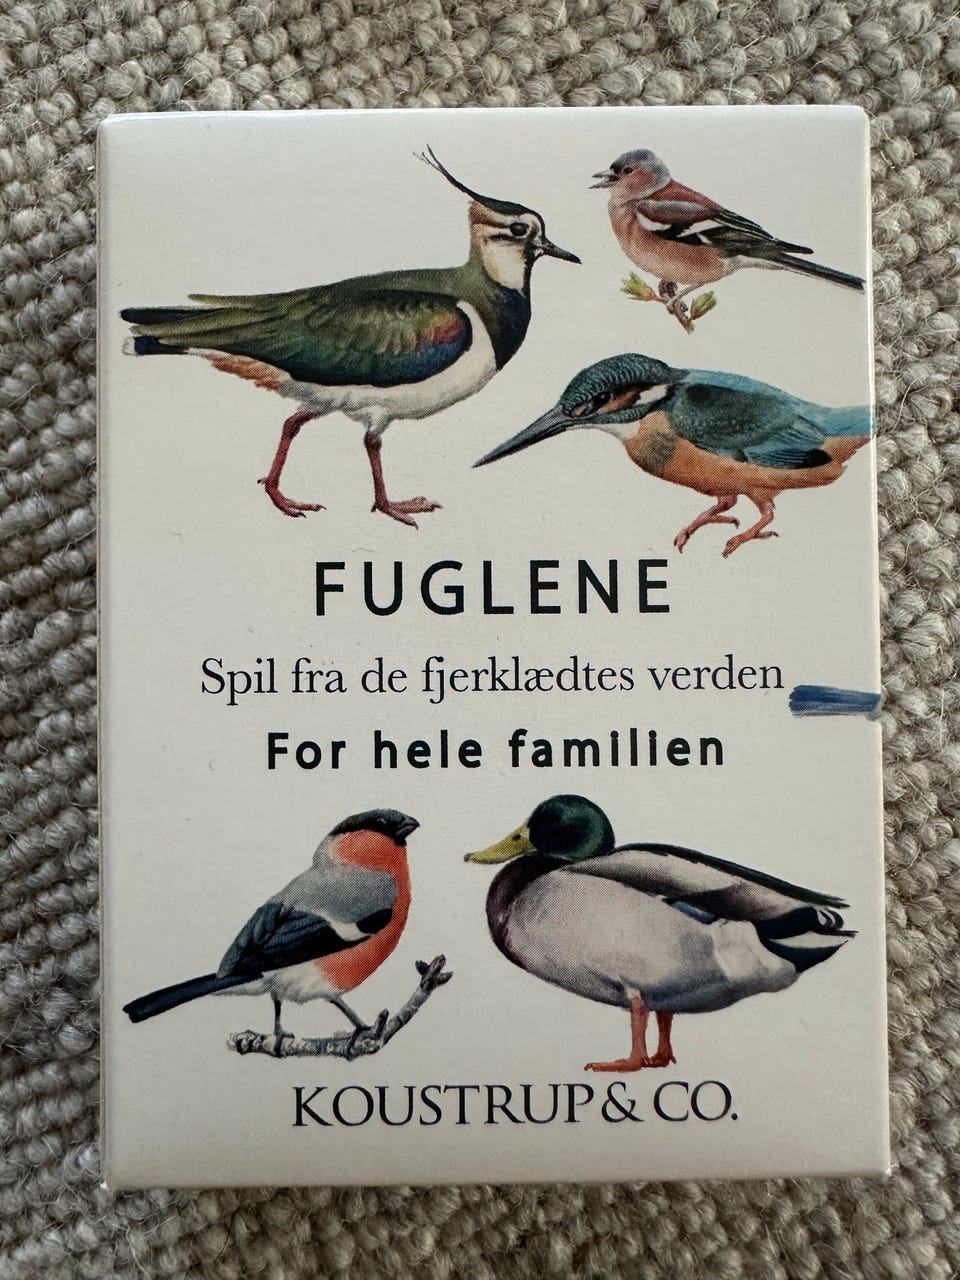 FUGLENE
Spil fra de fjerklædtes verden
For hele familien
KOUSTRUP & CO.